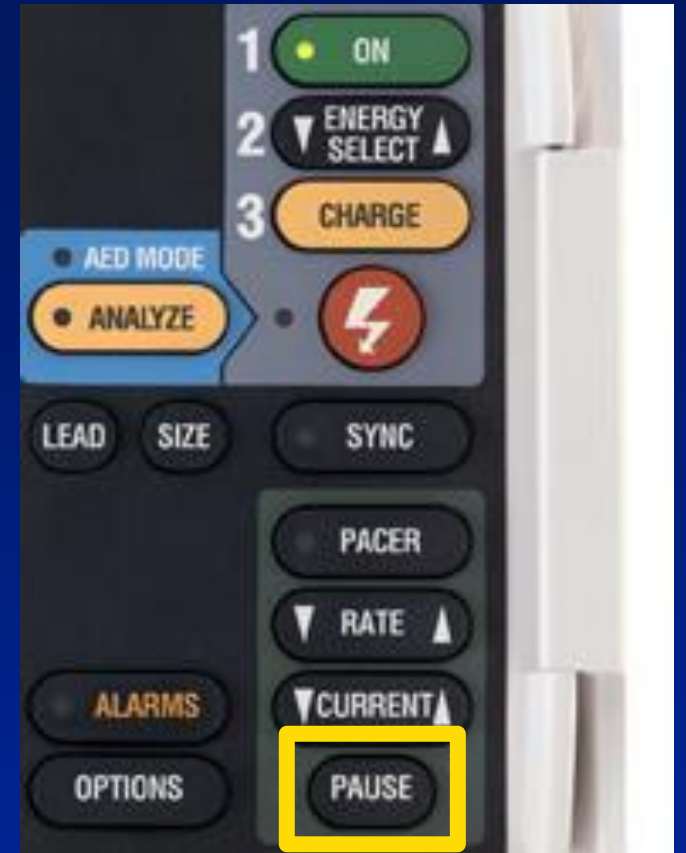 1 ON
2 ENERGY
SELECT
3 CHARGE
AED MODE
ANALYZE
LEAD SIZE SYNC
PACER
RATE
ALARMS CURRENT
OPTIONS PAUSE